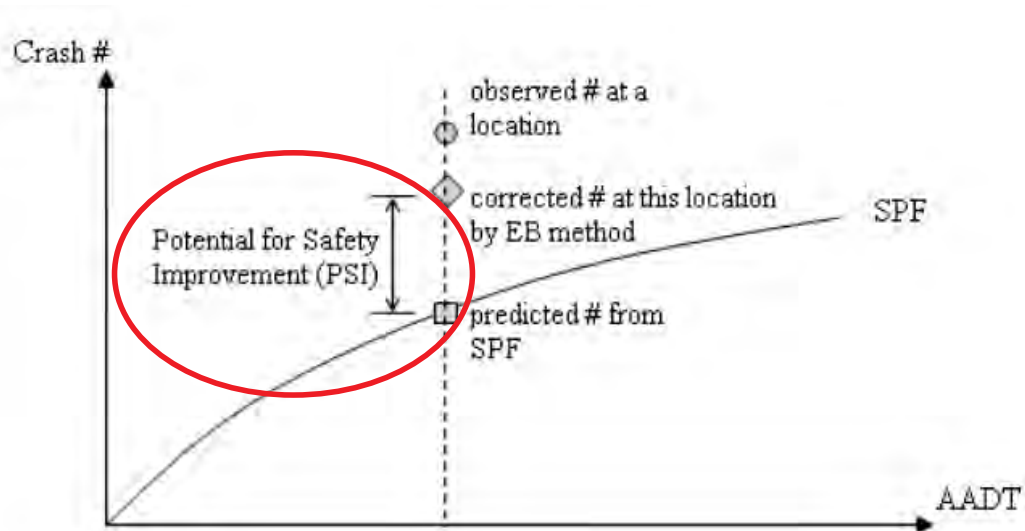 Crash #
observed # at a
location
corrected # at this location
by EB method
SPF
Potential for Safety
Improvement (PSI)
predicted # from
SPF
AADT